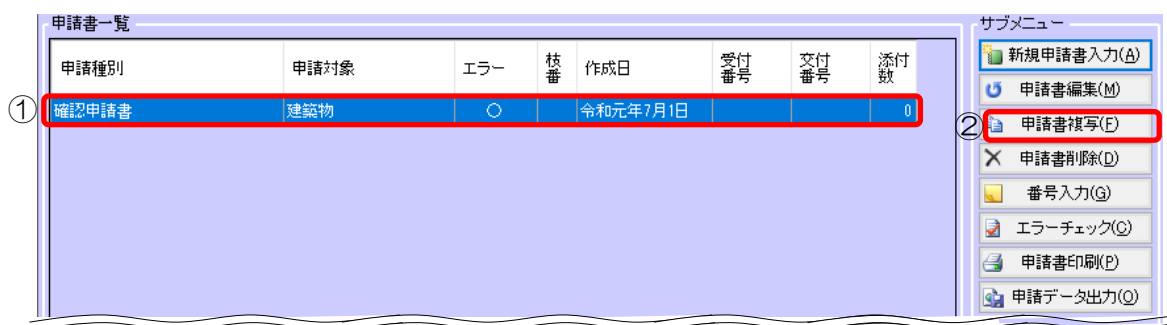 申請書一覧
申請種別 申請対象 エラー 枝番 作成日 受付番号 交付番号 添付数
① 確認申請書 建築物 ○ 令和元年7月1日 0
サブメニュー
新規申請書入力(A)
申請書編集(M)
② 申請書複写(F)
申請書削除(D)
番号入力(G)
エラーチェック(C)
申請書印刷(P)
申請データ出力(O)